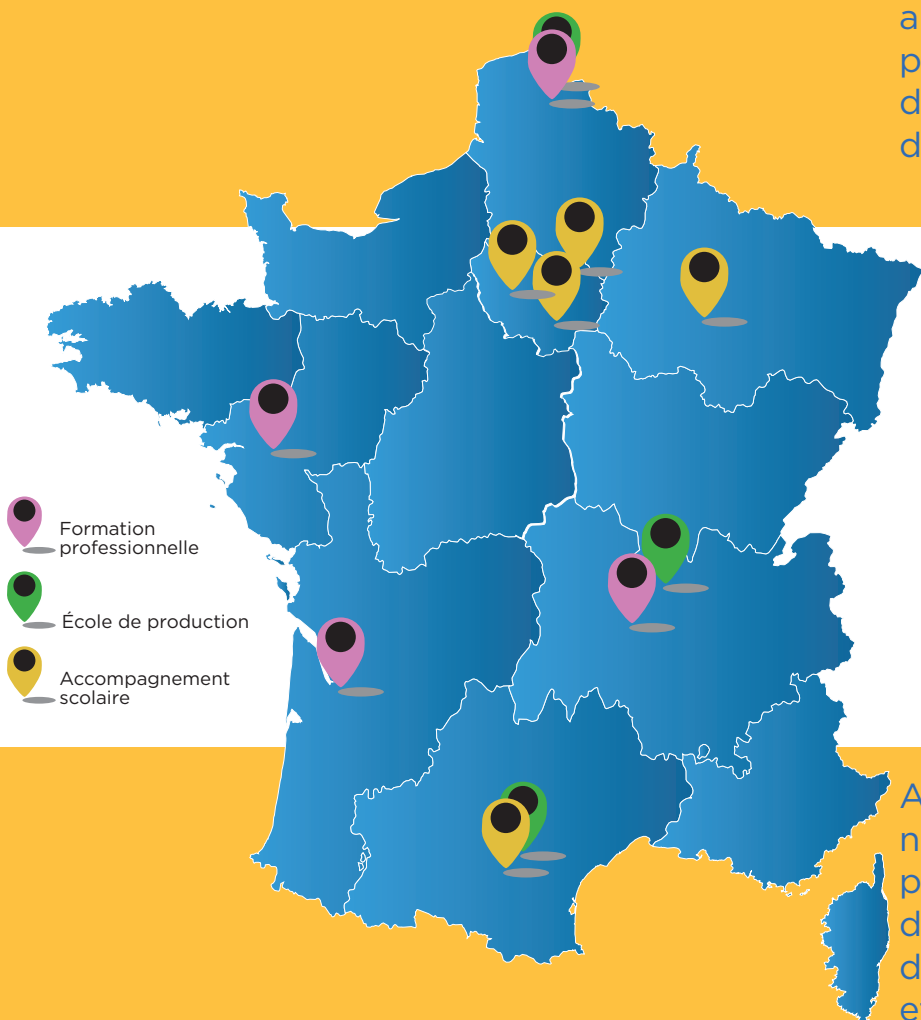 a
p
d
d
Formation
professionnelle
École de production
Accompagnement
scolaire
A
n
p
d
d
e